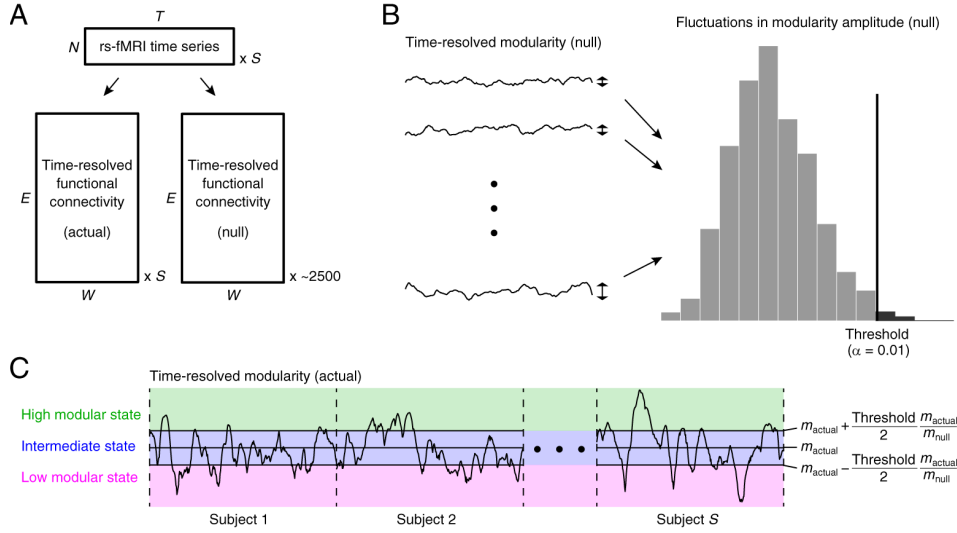 A
T
N
rs-fMRI time series
x S
E
Time-resolved
functional
connectivity
(actual)
x S
W
E
Time-resolved
functional
connectivity
(null)
x ~2500
W
B
Time-resolved modularity (null)
Fluctuations in modularity amplitude (null)
Threshold
(α = 0.01)
C
Time-resolved modularity (actual)
High modular state
Intermediate state
Low modular state
m_actual + Threshold/2 m_actual/m_null
m_actual
m_actual − Threshold/2 m_actual/m_null
Subject 1
Subject 2
Subject S